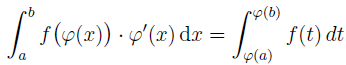 ∫_a^b f(φ(x)) · φ′(x) dx = ∫_{φ(a)}^{φ(b)} f(t) dt